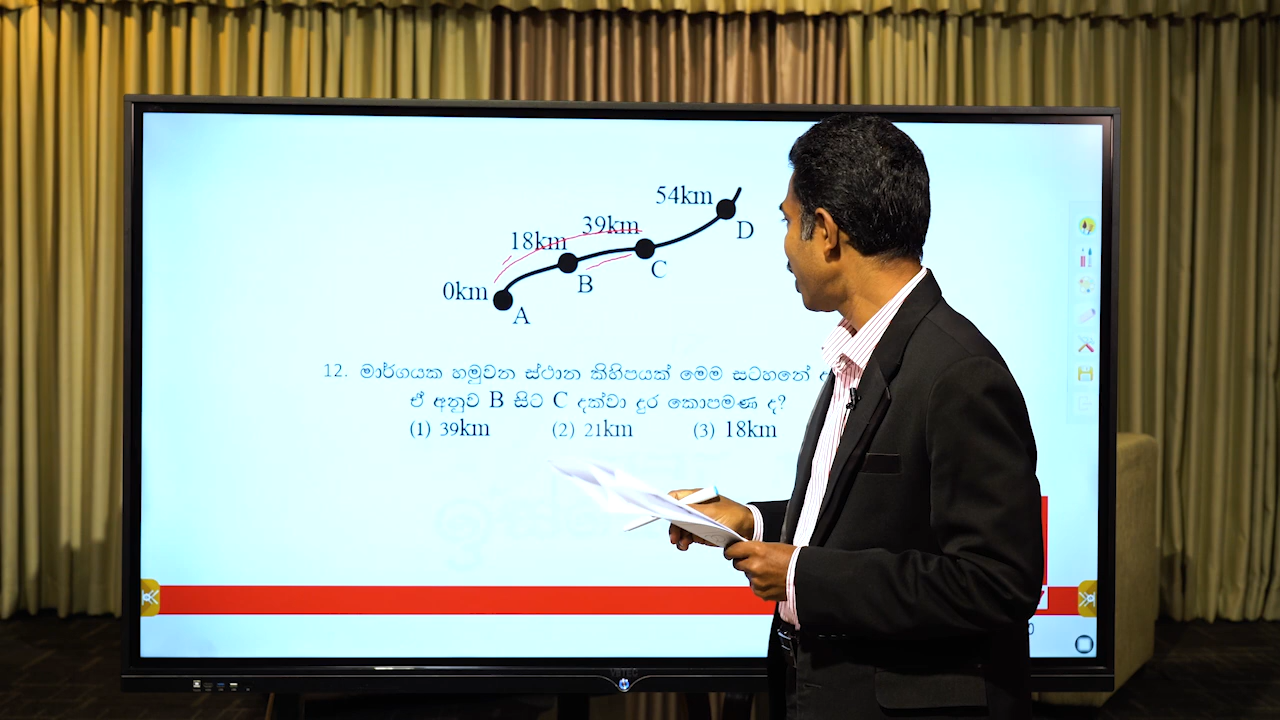 54km
39km
D
18km
C
B
0km
A
12. මාර්ගයක හමුවන ස්ථාන කිහිපයක් මෙම සටහනේ
ඒ අනුව B සිට C දක්වා දුර කොපමණ ද?
(1) 39km (2) 21km (3) 18km